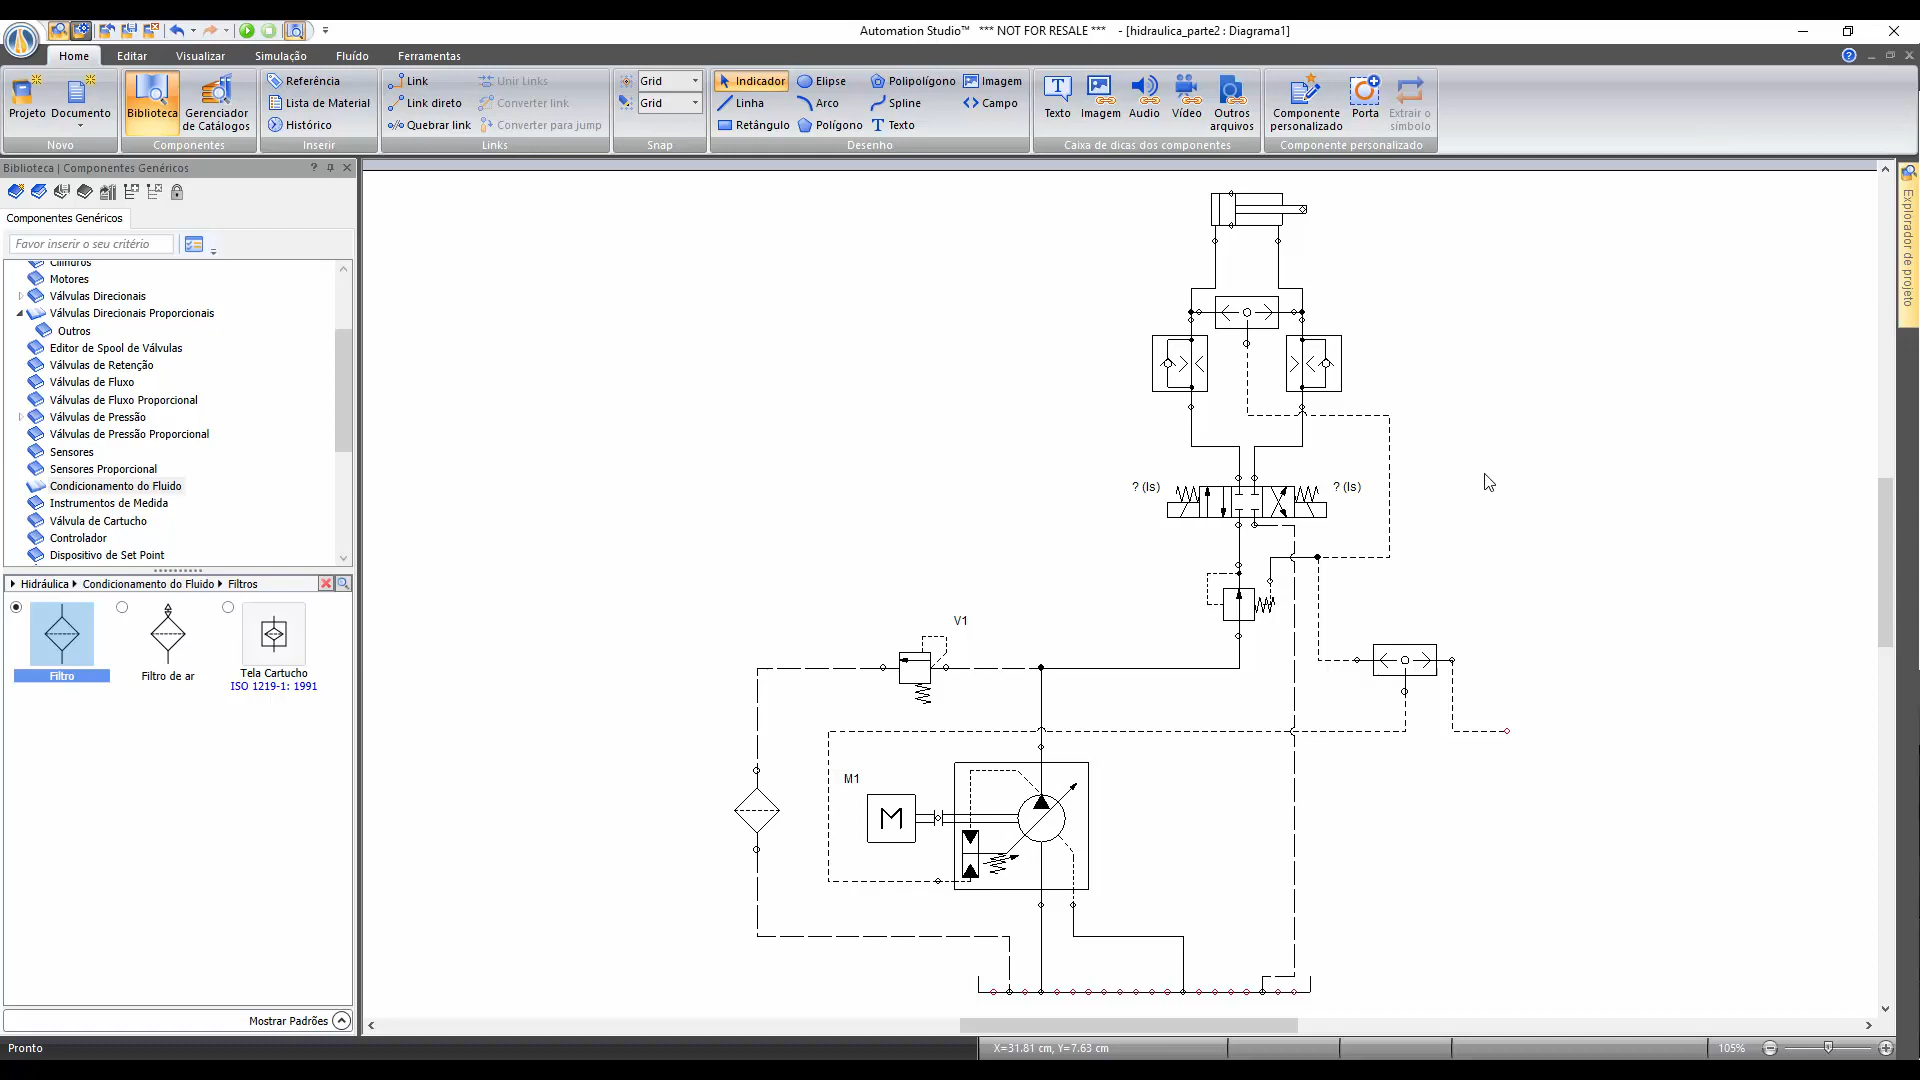 Automation Studio™ *** NOT FOR RESALE *** - [hidraulica_parte2 : Diagrama1]
Home Editar Visualizar Simulação Fluído Ferramentas
Projeto Documento
Novo
Biblioteca Gerenciador de Catálogos
Componentes
Referência
Lista de Material
Histórico
Inserir
Link Unir Links
Link direto Converter link
Quebrar link Converter para jump
Links
Grid
Grid
Snap
Indicador Elipse Polipolígono Imagem
Linha Arco Spline Campo
Retângulo Polígono Texto
Desenho
Texto Imagem Audio Vídeo Outros arquivos
Caixa de dicas dos componentes
Componente personalizado Porta Extrair o símbolo
Componente personalizado
Biblioteca | Componentes Genéricos
Componentes Genéricos
Favor inserir o seu critério
Cilindros
Motores
Válvulas Direcionais
Válvulas Direcionais Proporcionais
Outros
Editor de Spool de Válvulas
Válvulas de Retenção
Válvulas de Fluxo
Válvulas de Fluxo Proporcional
Válvulas de Pressão
Válvulas de Pressão Proporcional
Sensores
Sensores Proporcional
Condicionamento do Fluido
Instrumentos de Medida
Válvula de Cartucho
Controlador
Dispositivo de Set Point
Hidráulica Condicionamento do Fluido Filtros
Filtro
Filtro de ar
Tela Cartucho
ISO 1219-1: 1991
Mostrar Padrões
? (Is) ? (Is)
V1
M1
M
Explorador de projeto
Pronto
X=31.81 cm, Y=7.63 cm
105%